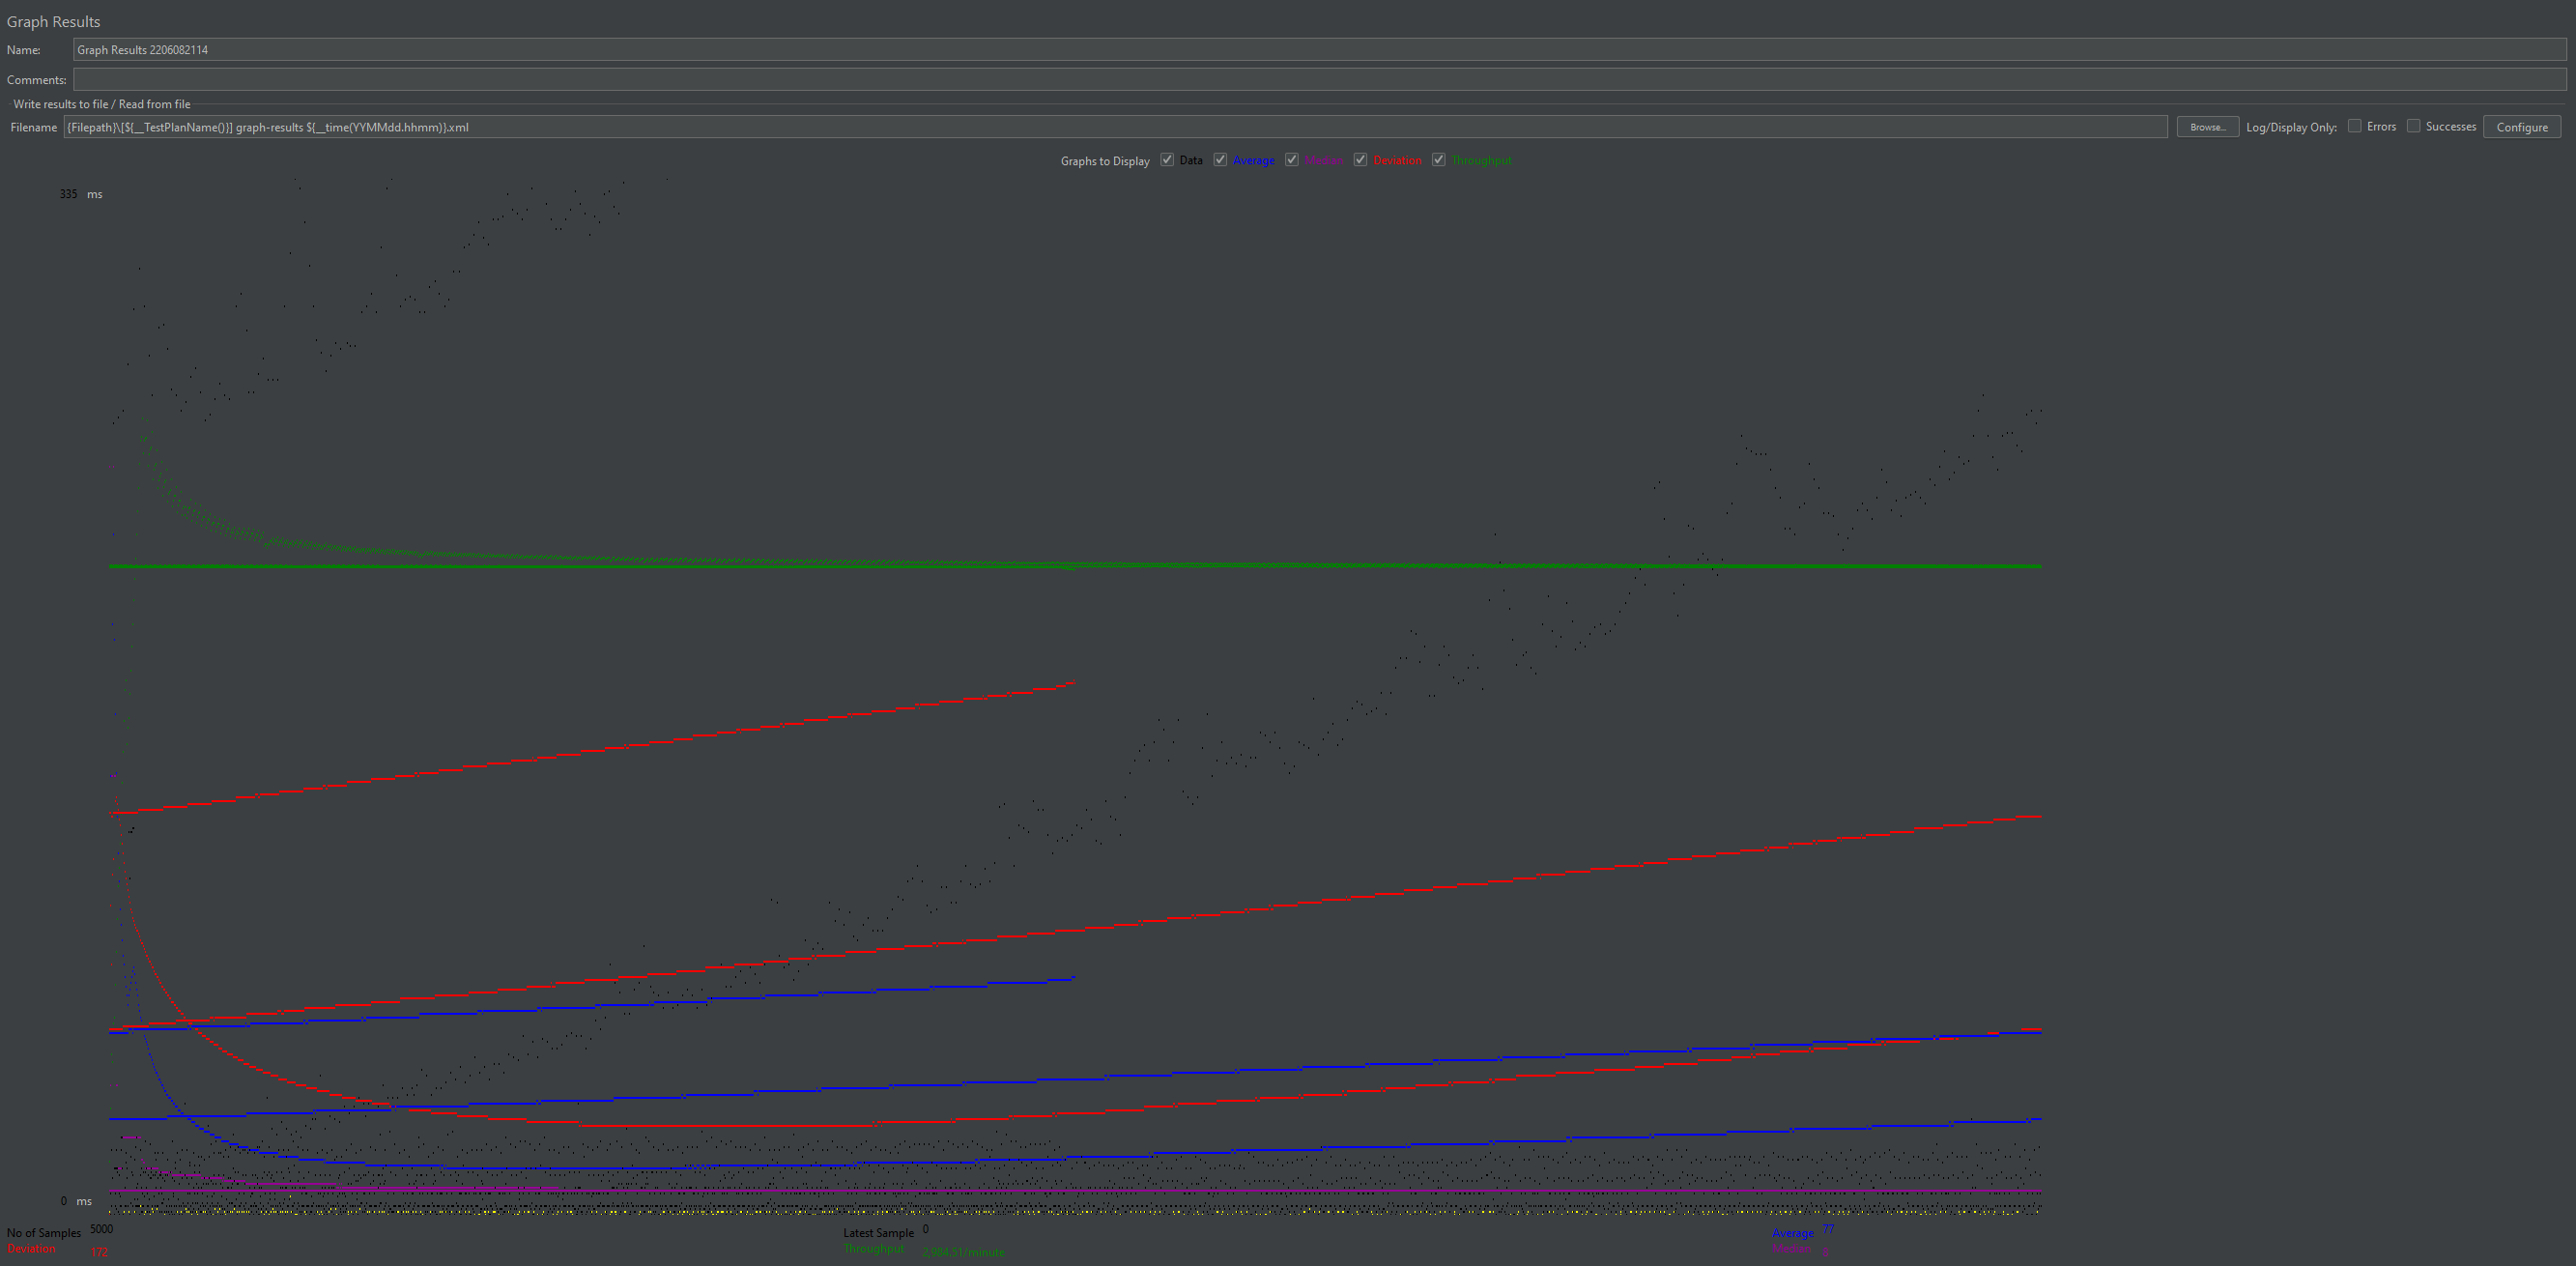 Graph Results
Name: Graph Results 2206082114
Comments:
Write results to file / Read from file
Filename {Filepath}\[${__TestPlanName()}] graph-results ${__time(YYMMdd.hhmm)}.xml Browse... Log/Display Only: Errors Successes Configure
Graphs to Display Data Average Median Deviation Throughput
335 ms
0 ms
No of Samples 5000 Latest Sample 0 Average 77
Deviation 172 Throughput 2,984.51/minute Median